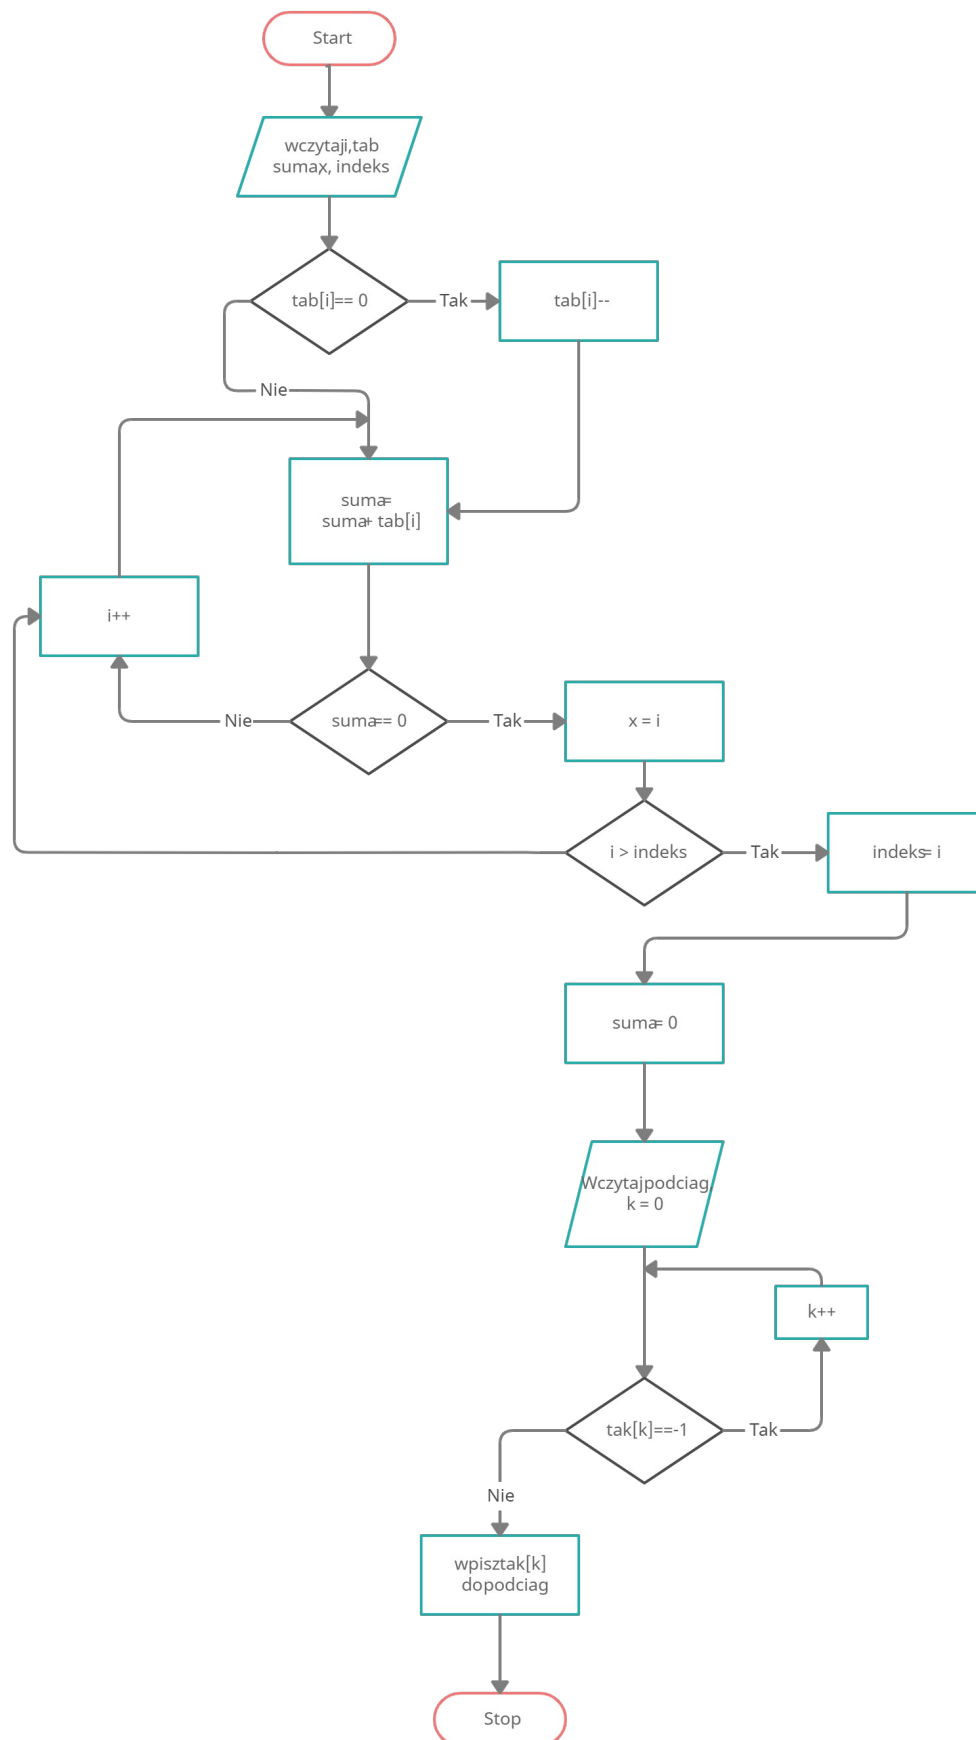 Start
wczytaji,tab
sumax, indeks
tab[i]== 0
Tak
tab[i]--
Nie
suma=
suma+ tab[i]
i++
Nie
suma== 0
Tak
x = i
i > indeks
Tak
indeks= i
suma= 0
Wczytajpodciag,
k = 0
k++
tak[k]==-1
Tak
Nie
wpisztak[k]
dopodciag
Stop